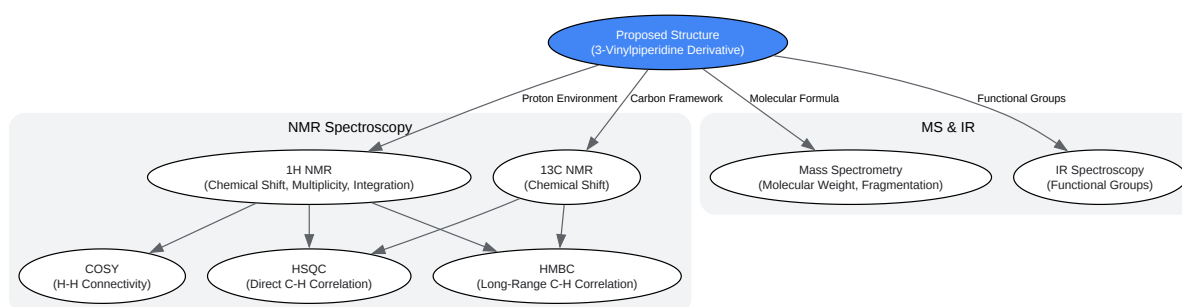 Proposed Structure
(3-Vinylpiperidine Derivative)
Proton Environment
Carbon Framework
Molecular Formula
Functional Groups
NMR Spectroscopy
MS & IR
1H NMR
(Chemical Shift, Multiplicity, Integration)
13C NMR
(Chemical Shift)
Mass Spectrometry
(Molecular Weight, Fragmentation)
IR Spectroscopy
(Functional Groups)
COSY
(H-H Connectivity)
HSQC
(Direct C-H Correlation)
HMBC
(Long-Range C-H Correlation)